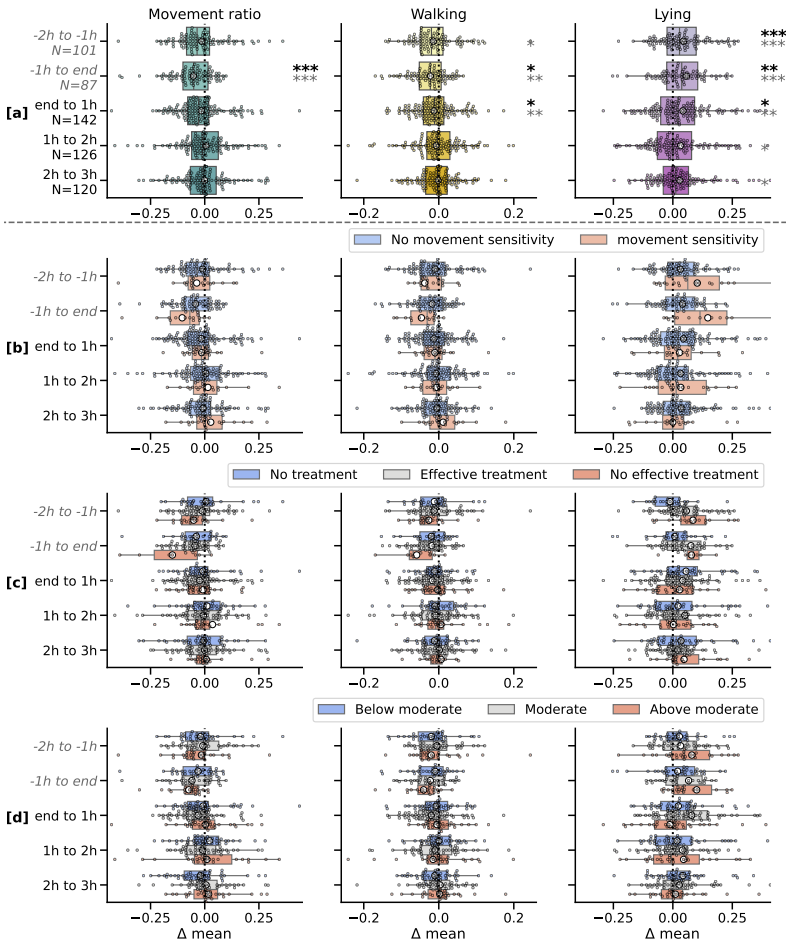 Movement ratio Walking Lying
-2h to -1h
N=101
* *** ***
-1h to end
N=87
*** *** * ** ** ***
[a] end to 1h
N=142
* ** * **
1h to 2h
N=126
*
2h to 3h
N=120
*
−0.25 0.00 0.25 −0.2 0.0 0.2 0.00 0.25
No movement sensitivity movement sensitivity
-2h to -1h
-1h to end
[b] end to 1h
1h to 2h
2h to 3h
−0.25 0.00 0.25 −0.2 0.0 0.2 0.00 0.25
No treatment Effective treatment No effective treatment
-2h to -1h
-1h to end
[c] end to 1h
1h to 2h
2h to 3h
−0.25 0.00 0.25 −0.2 0.0 0.2 0.00 0.25
Below moderate Moderate Above moderate
-2h to -1h
-1h to end
[d] end to 1h
1h to 2h
2h to 3h
−0.25 0.00 0.25 −0.2 0.0 0.2 0.00 0.25
Δ mean Δ mean Δ mean